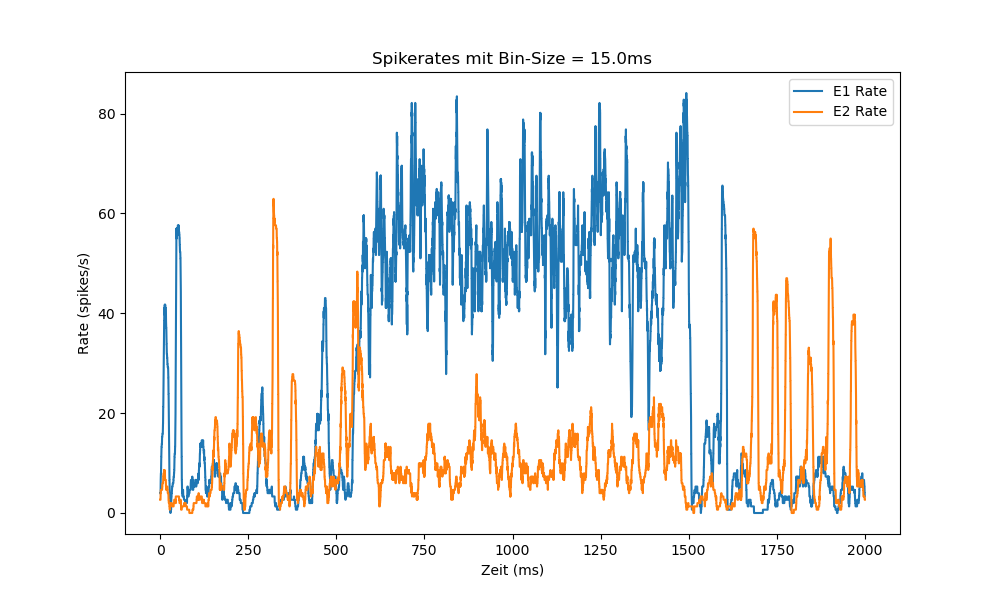 Spikerates mit Bin-Size = 15.0ms
E1 Rate
E2 Rate
80
60
40
20
0
Rate (spikes/s)
0 250 500 750 1000 1250 1500 1750 2000
Zeit (ms)